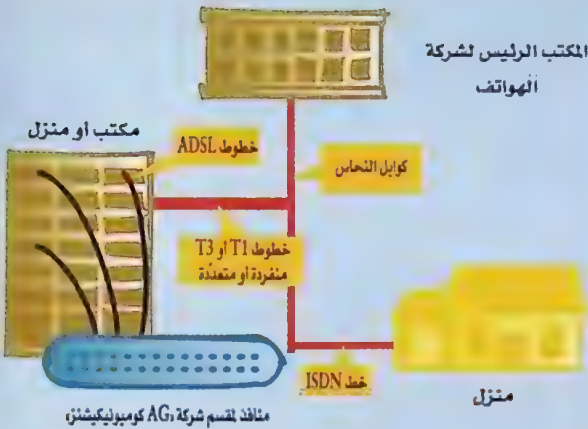 المكتب الرئيس لشركة
الهواتف
مكتب او منزل
خطوط ADSL
كوابل النحاس
خطوط T1 او T3
منفردة او متعددة
خط ISDN
منزل
منافذ لمقسم شركة AG كوميونيكيشنز